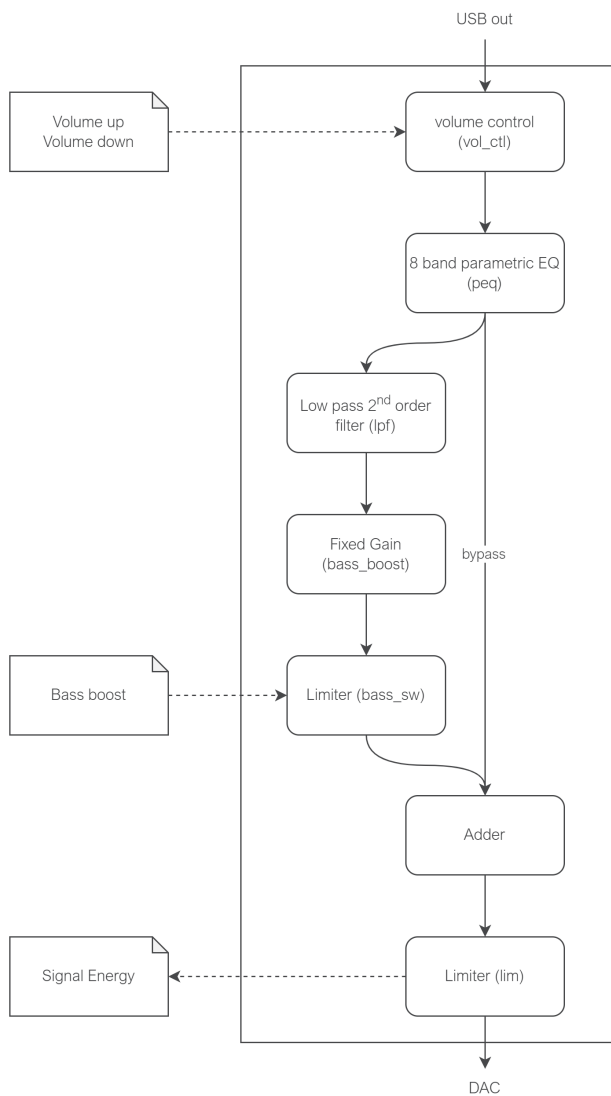 USB out
Volume up
Volume down
volume control
(vol_ctl)
8 band parametric EQ
(peq)
Low pass 2nd order
filter (lpf)
Fixed Gain
(bass_boost)
bypass
Bass boost
Limiter (bass_sw)
Adder
Signal Energy
Limiter (lim)
DAC